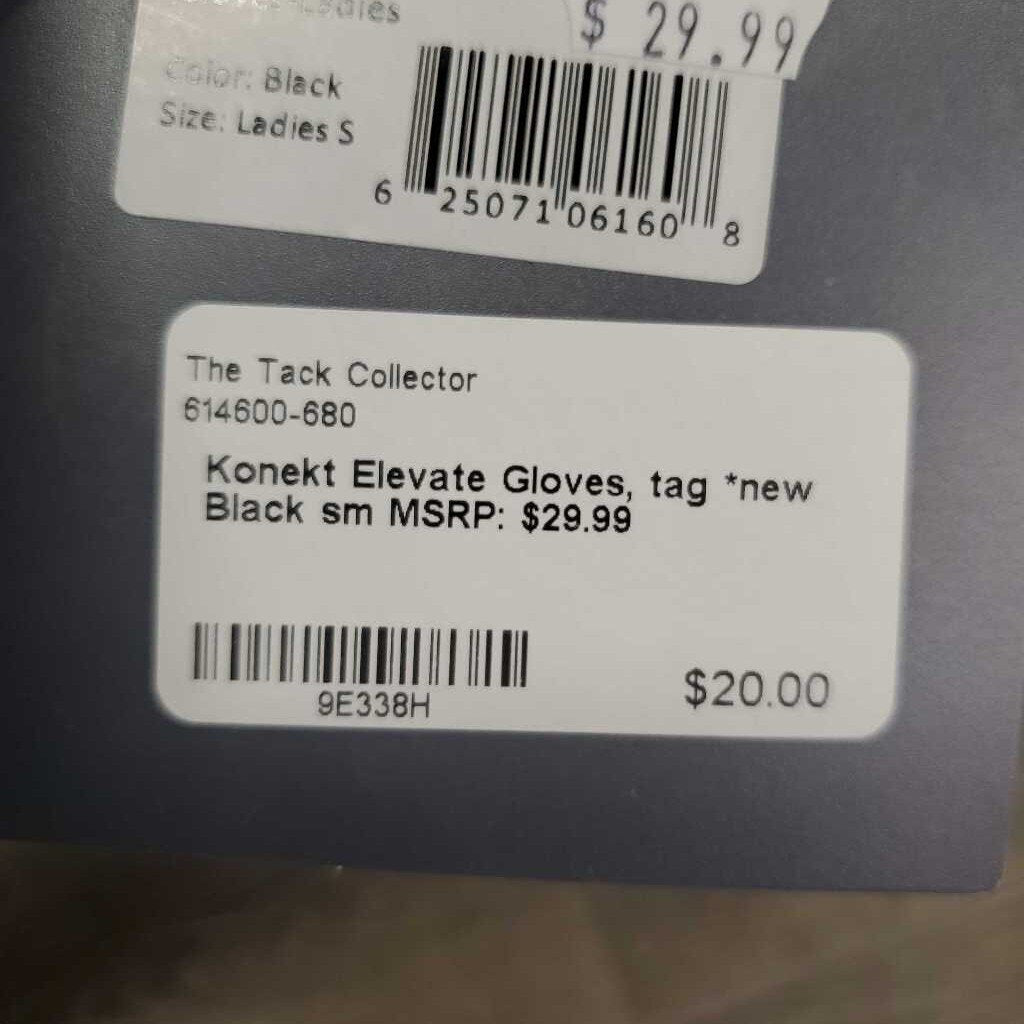 Ladies
$ 29.99
Color: Black
Size: Ladies S
6 25071 06160 8
The Tack Collector
614600-680
Konekt Elevate Gloves, tag *new
Black sm MSRP: $29.99
9E338H
$20.00